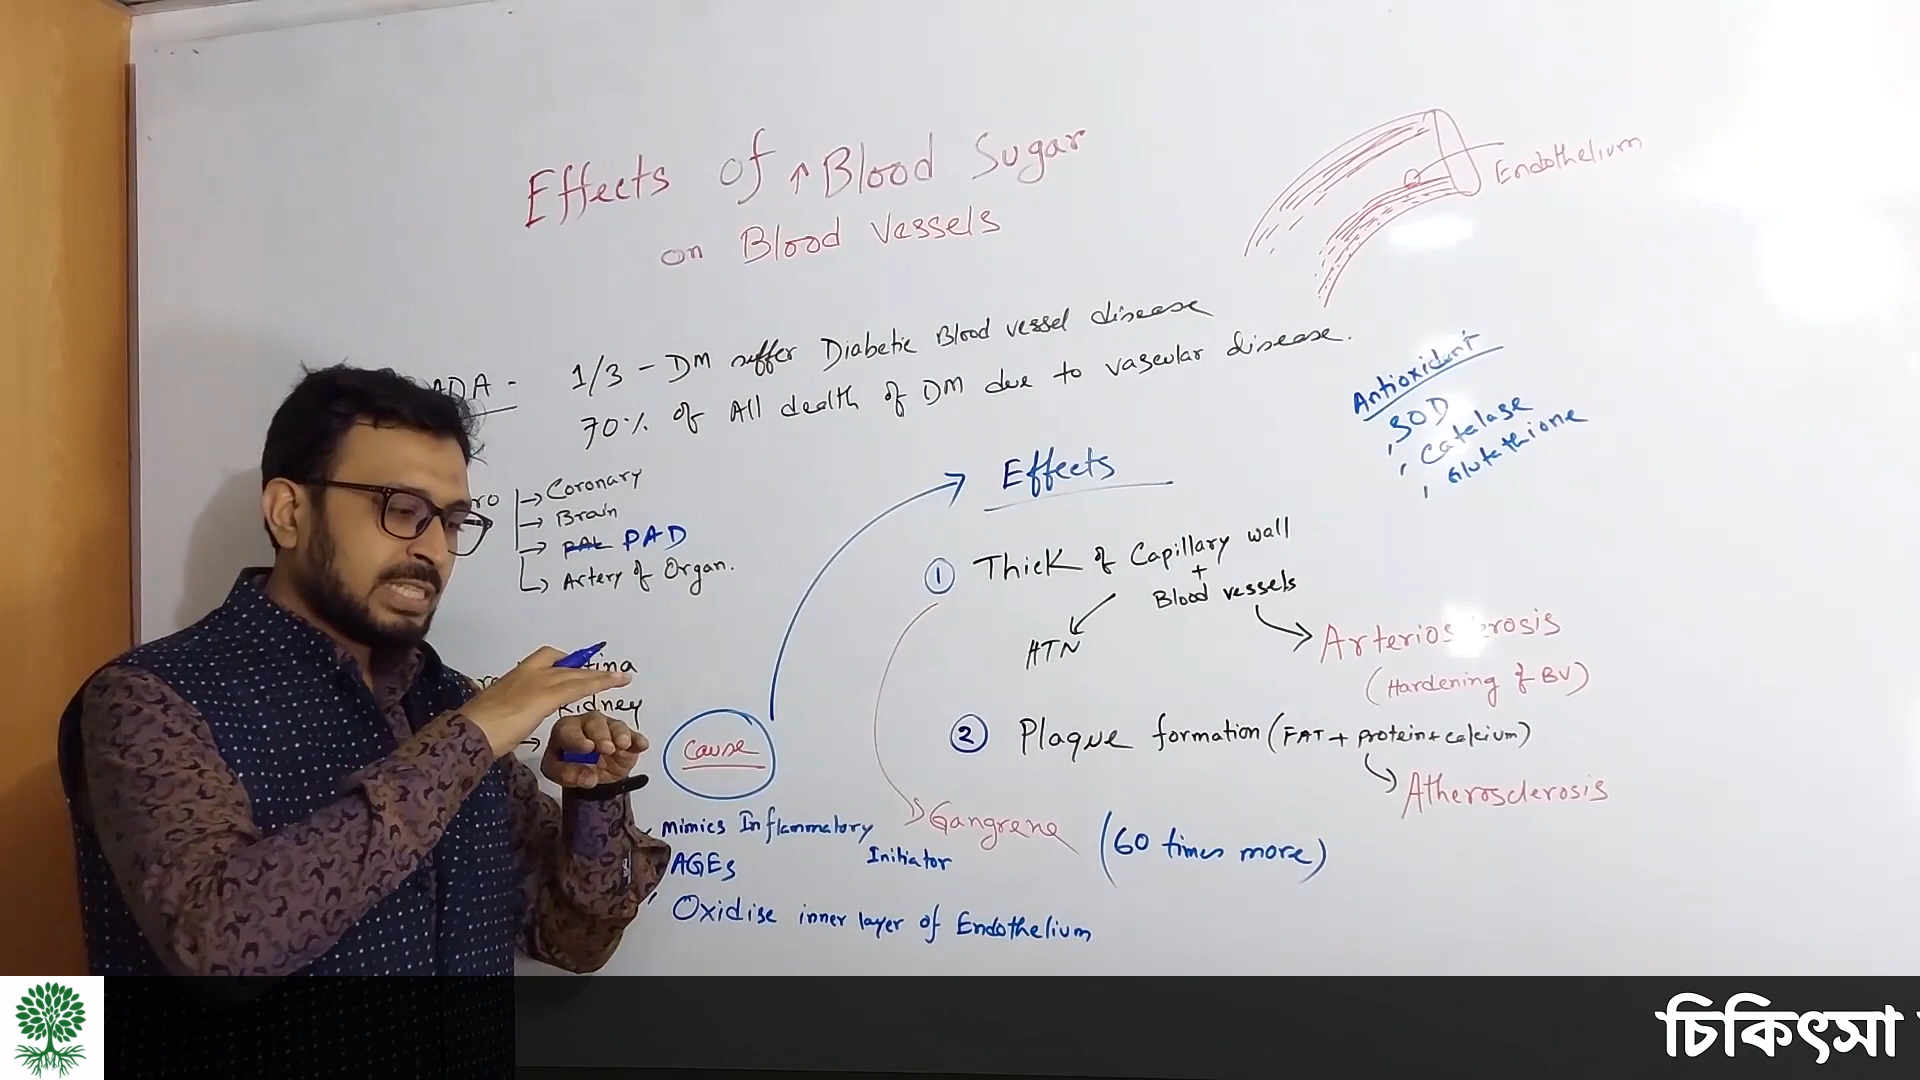 Effects of ↑ Blood Sugar
on Blood Vessels
Endothelium
ADA - 1/3 - DM suffer Diabetic Blood vessel disease
70% of All death of DM due to vascular disease.
Antioxident
, SOD
, Catalase
, Glutathione
ro → Coronary
→ Brain
→ PAD
→ Artery of Organ.
tina
Kidney
→
Cause
mimics Inflammatory
Initiator
AGEs
Oxidise inner layer of Endothelium
→ Effects
① Thick of Capillary wall
+
Blood vessels
HTN
Arteriosclerosis
(Hardening of BV)
② Plaque formation (FAT + Protein + calcium)
Atherosclerosis
Gangrene (60 times more)
চিকিৎসা